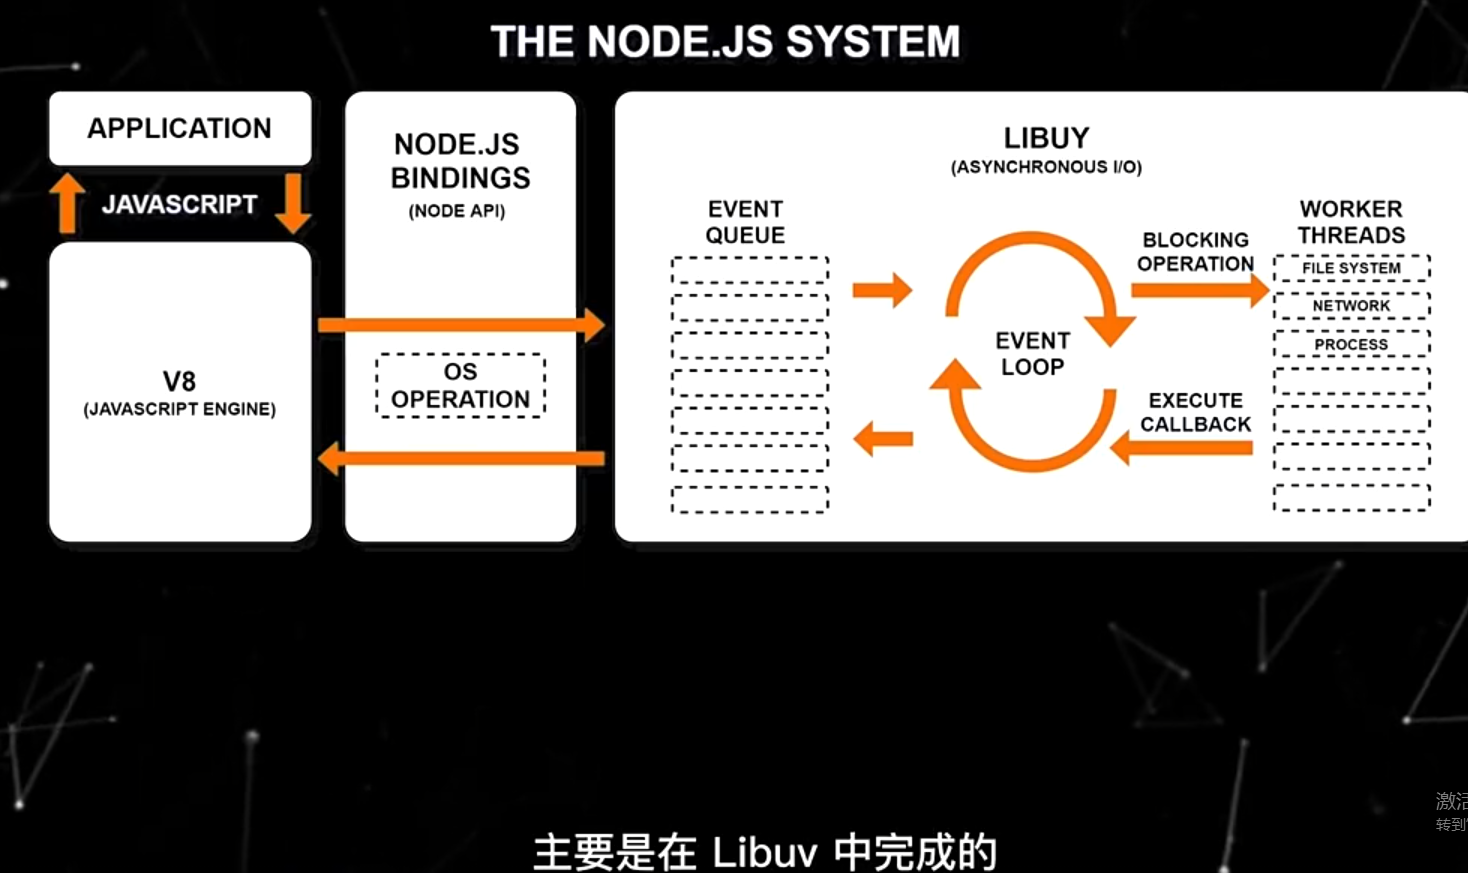 THE NODE.JS SYSTEM
APPLICATION
JAVASCRIPT
V8
(JAVASCRIPT ENGINE)
NODE.JS
BINDINGS
(NODE API)
OS
OPERATION
LIBUY
(ASYNCHRONOUS I/O)
EVENT
QUEUE
EVENT
LOOP
BLOCKING
OPERATION
EXECUTE
CALLBACK
WORKER
THREADS
FILE SYSTEM
NETWORK
PROCESS
激活
转到
主要是在 Libuv 中完成的